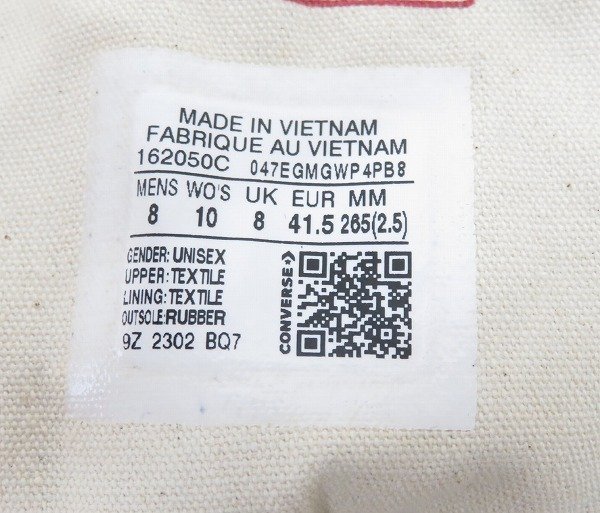 MADE IN VIETNAM
FABRIQUE AU VIETNAM
162050C 047EGMGWP4PB8
MENS WO'S UK EUR MM
8 10 8 41.5 265(2.5)
GENDER: UNISEX
UPPER: TEXTILE
LINING: TEXTILE
OUTSOLE: RUBBER
9Z 2302 BQ7
CONVERSE